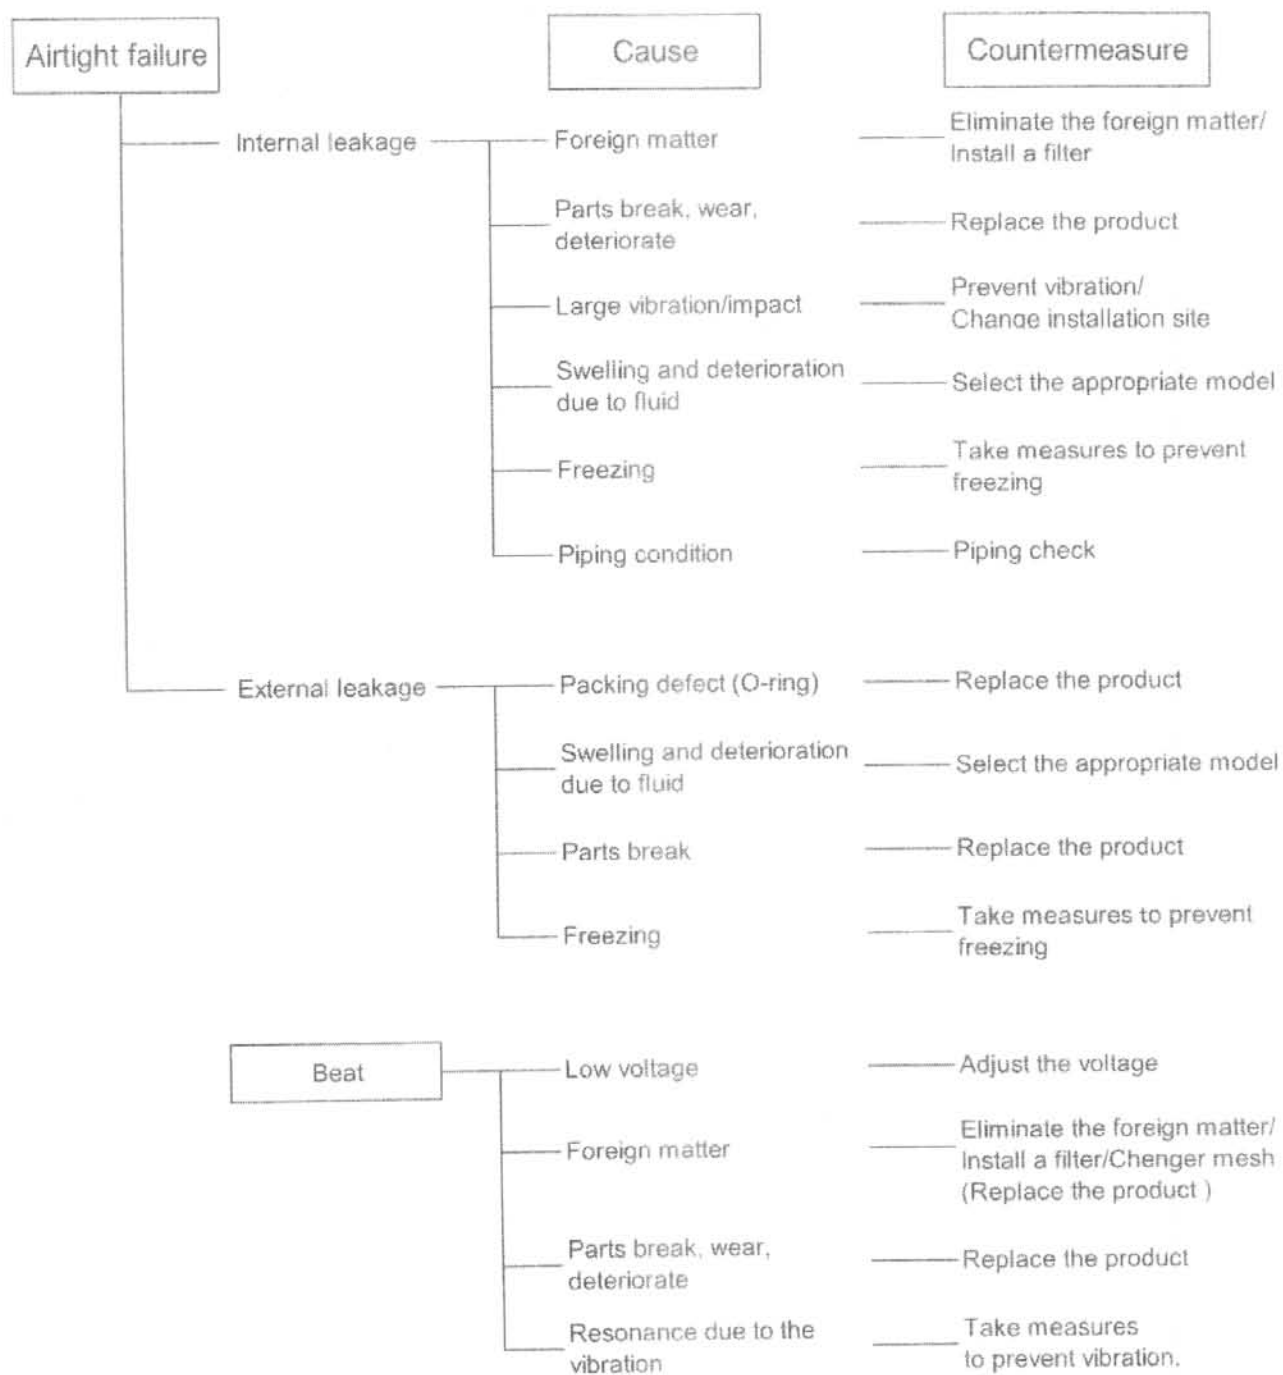 Airtight failure
Cause
Countermeasure
Internal leakage
Foreign matter
Eliminate the foreign matter/
Install a filter
Parts break, wear,
deteriorate
Replace the product
Large vibration/impact
Prevent vibration/
Change installation site
Swelling and deterioration
due to fluid
Select the appropriate model
Freezing
Take measures to prevent
freezing
Piping condition
Piping check
External leakage
Packing defect (O-ring)
Replace the product
Swelling and deterioration
due to fluid
Select the appropriate model
Parts break
Replace the product
Freezing
Take measures to prevent
freezing
Beat
Low voltage
Adjust the voltage
Foreign matter
Eliminate the foreign matter/
Install a filter/Chenger mesh
(Replace the product )
Parts break, wear,
deteriorate
Replace the product
Resonance due to the
vibration
Take measures
to prevent vibration.